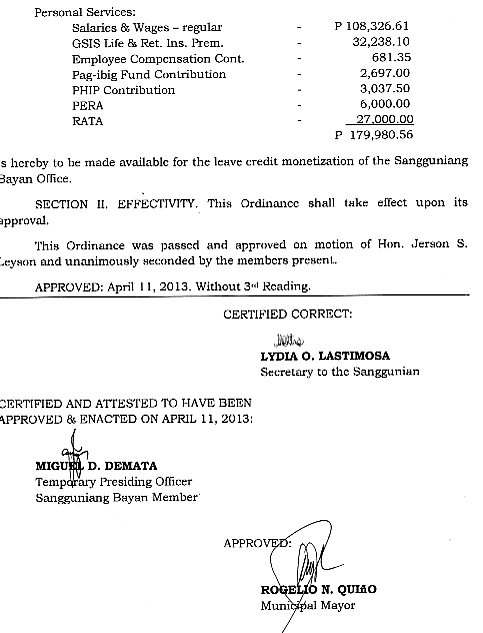 Personal Services:
Salaries & Wages – regular - P 108,326.61
GSIS Life & Ret. Ins. Prem. - 32,238.10
Employee Compensation Cont. - 681.35
Pag-ibig Fund Contribution - 2,697.00
PHIP Contribution - 3,037.50
PERA - 6,000.00
RATA - 27,000.00
P 179,980.56
s hereby to be made available for the leave credit monetization of the Sangguniang
Bayan Office.
SECTION II. EFFECTIVITY. This Ordinance shall take effect upon its
approval.
This Ordinance was passed and approved on motion of Hon. Jerson S.
Leyson and unanimously seconded by the members present.
APPROVED: April 11, 2013. Without 3rd Reading.
CERTIFIED CORRECT:
LYDIA O. LASTIMOSA
Secretary to the Sanggunian
CERTIFIED AND ATTESTED TO HAVE BEEN
APPROVED & ENACTED ON APRIL 11, 2013:
MIGUEL D. DEMATA
Temporary Presiding Officer
Sangguniang Bayan Member
APPROVED:
ROGELIO N. QUIÑO
Municipal Mayor